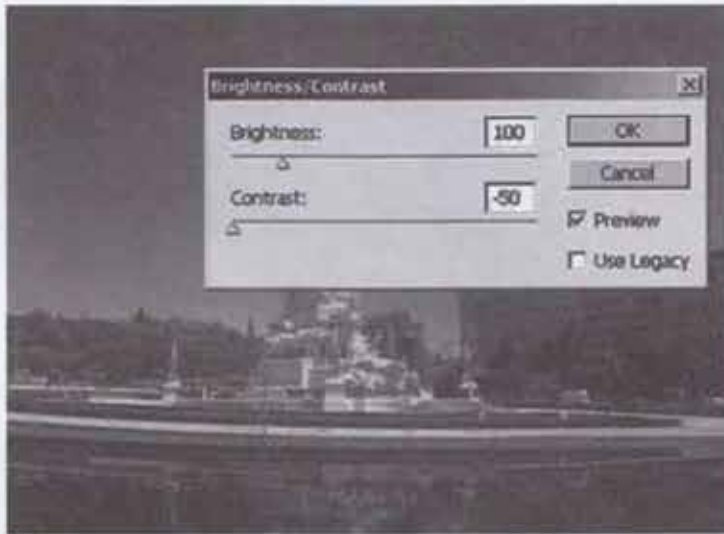 Brightness/Contrast
Brightness:
100
OK
Cancel
Contrast:
-50
Preview
Use Legacy